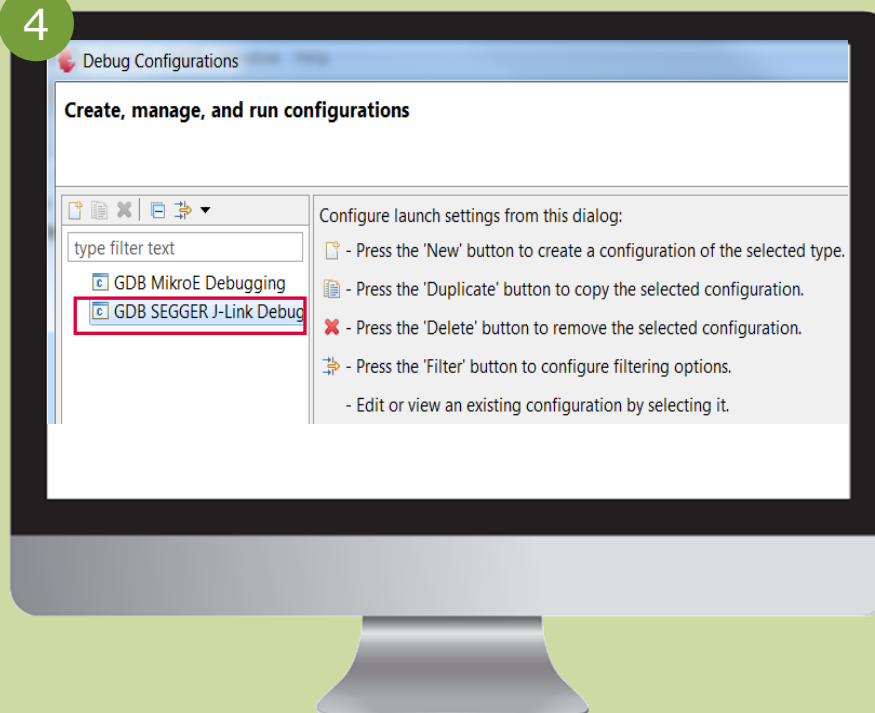 4
Debug Configurations
Create, manage, and run configurations
type filter text
GDB MikroE Debugging
GDB SEGGER J-Link Debug
Configure launch settings from this dialog:
- Press the 'New' button to create a configuration of the selected type.
- Press the 'Duplicate' button to copy the selected configuration.
- Press the 'Delete' button to remove the selected configuration.
- Press the 'Filter' button to configure filtering options.
- Edit or view an existing configuration by selecting it.